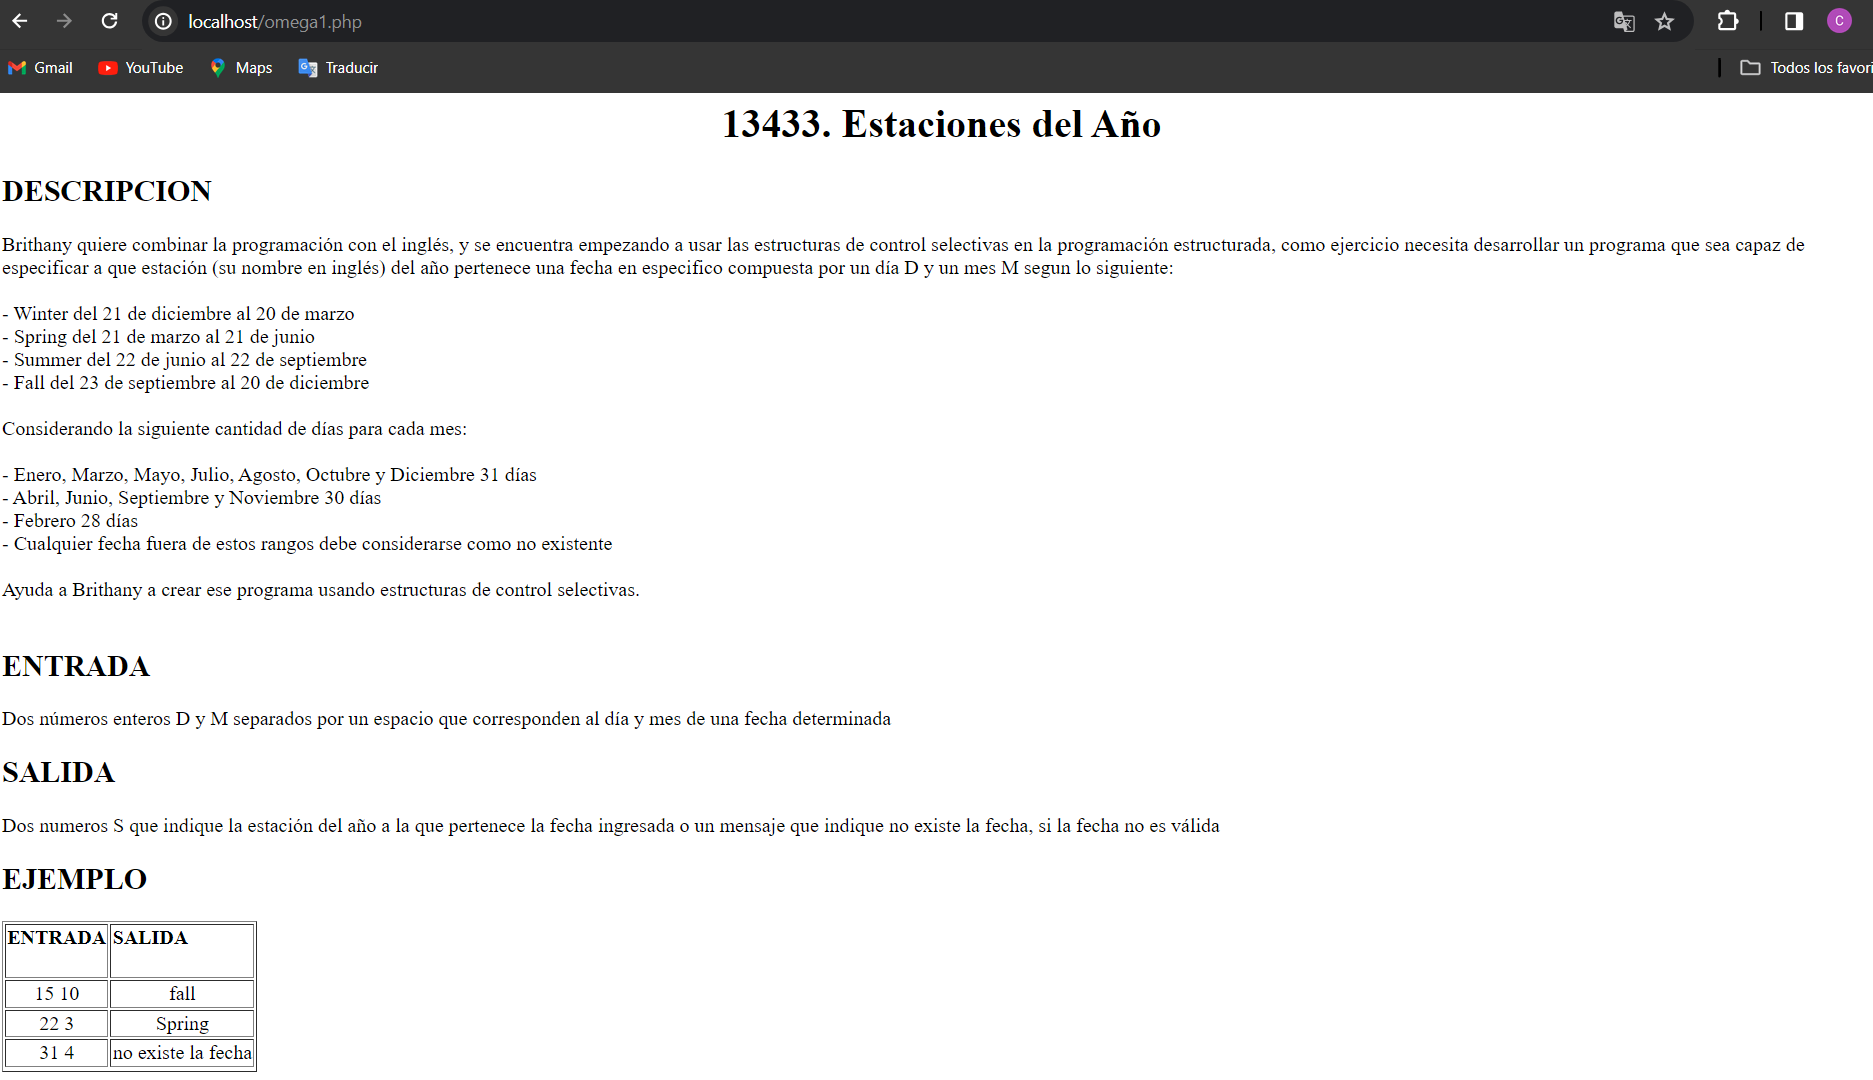 localhost/omega1.php
Gmail YouTube Maps Traducir Todos los favori
13433. Estaciones del Año
DESCRIPCION
Brithany quiere combinar la programación con el inglés, y se encuentra empezando a usar las estructuras de control selectivas en la programación estructurada, como ejercicio necesita desarrollar un programa que sea capaz de
especificar a que estación (su nombre en inglés) del año pertenece una fecha en especifico compuesta por un día D y un mes M segun lo siguiente:
- Winter del 21 de diciembre al 20 de marzo
- Spring del 21 de marzo al 21 de junio
- Summer del 22 de junio al 22 de septiembre
- Fall del 23 de septiembre al 20 de diciembre
Considerando la siguiente cantidad de días para cada mes:
- Enero, Marzo, Mayo, Julio, Agosto, Octubre y Diciembre 31 días
- Abril, Junio, Septiembre y Noviembre 30 días
- Febrero 28 días
- Cualquier fecha fuera de estos rangos debe considerarse como no existente
Ayuda a Brithany a crear ese programa usando estructuras de control selectivas.
ENTRADA
Dos números enteros D y M separados por un espacio que corresponden al día y mes de una fecha determinada
SALIDA
Dos numeros S que indique la estación del año a la que pertenece la fecha ingresada o un mensaje que indique no existe la fecha, si la fecha no es válida
EJEMPLO
ENTRADA SALIDA
15 10 fall
22 3 Spring
31 4 no existe la fecha